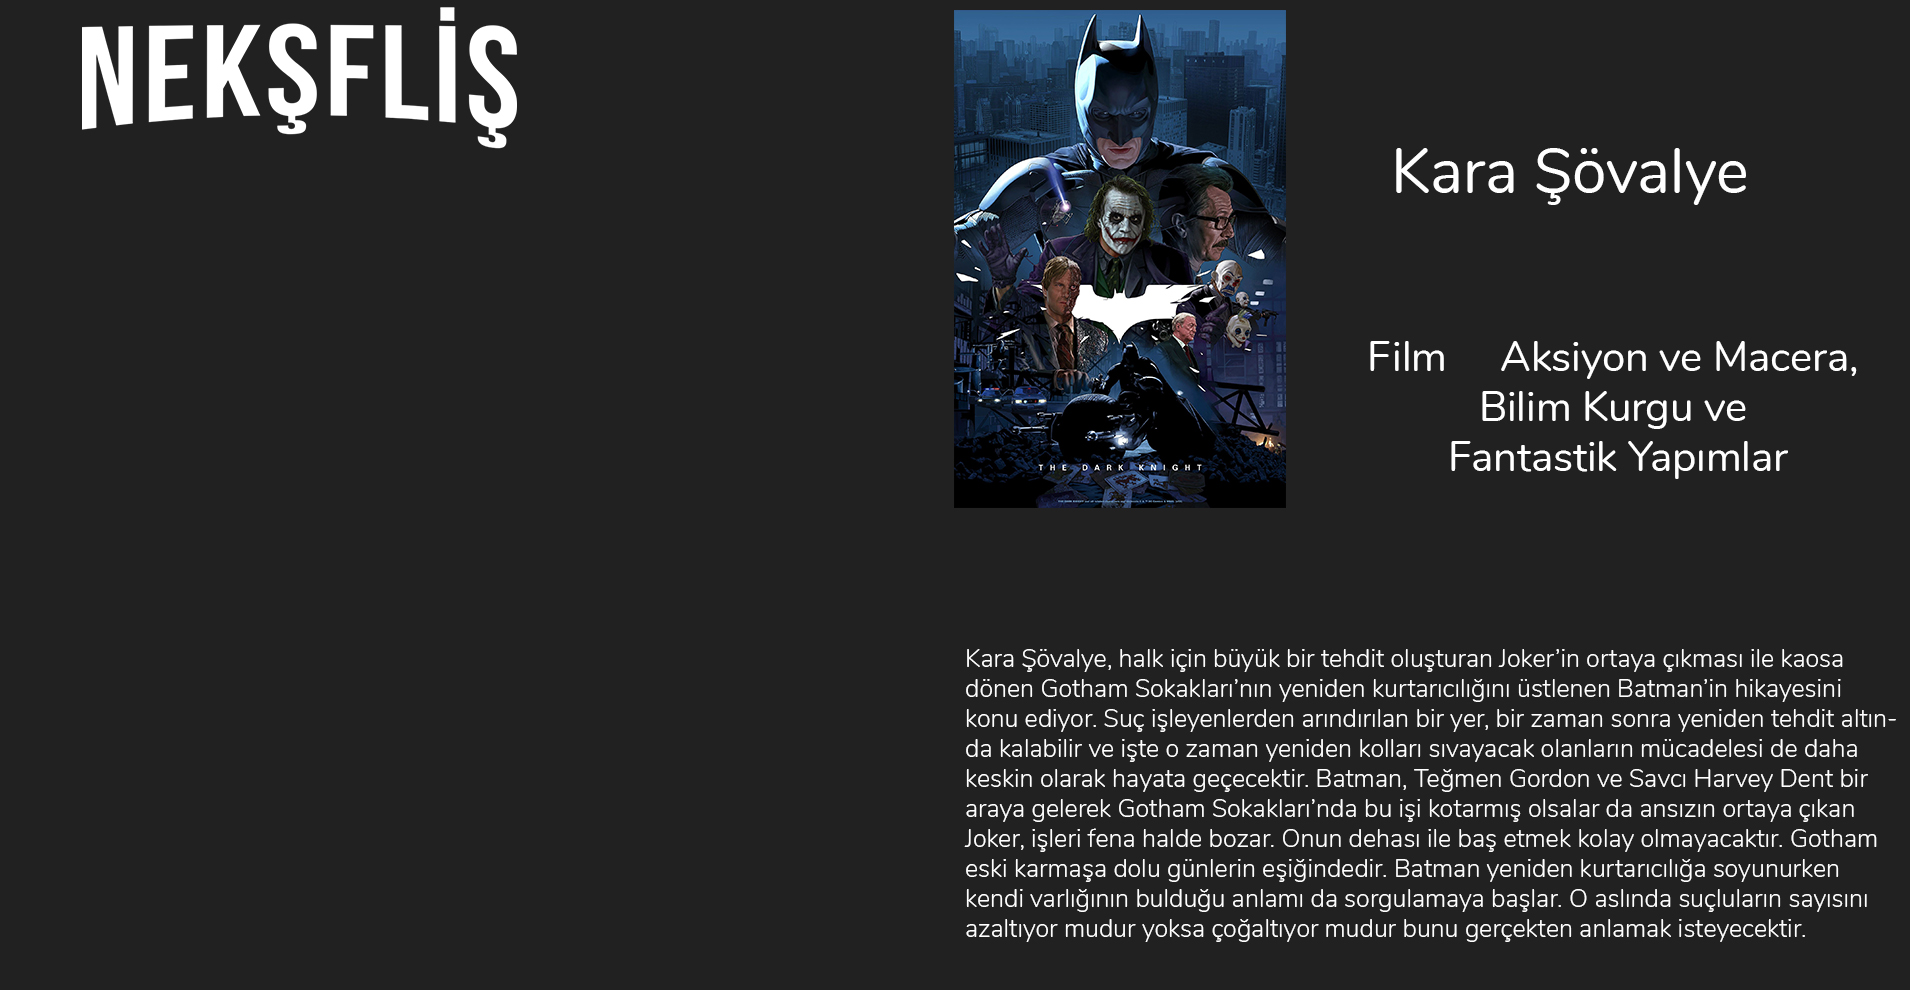 NEKŞFLİŞ
THE DARK KNIGHT
Kara Şövalye
Film Aksiyon ve Macera,
Bilim Kurgu ve
Fantastik Yapımlar
Kara Şövalye, halk için büyük bir tehdit oluşturan Joker’in ortaya çıkması ile kaosa
dönen Gotham Sokakları’nın yeniden kurtarıcılığını üstlenen Batman’in hikayesini
konu ediyor. Suç işleyenlerden arındırılan bir yer, bir zaman sonra yeniden tehdit altın-
da kalabilir ve işte o zaman yeniden kolları sıvayacak olanların mücadelesi de daha
keskin olarak hayata geçecektir. Batman, Teğmen Gordon ve Savcı Harvey Dent bir
araya gelerek Gotham Sokakları’nda bu işi kotarmış olsalar da ansızın ortaya çıkan
Joker, işleri fena halde bozar. Onun dehası ile baş etmek kolay olmayacaktır. Gotham
eski karmaşa dolu günlerin eşiğindedir. Batman yeniden kurtarıcılığa soyunurken
kendi varlığının bulduğu anlamı da sorgulamaya başlar. O aslında suçluların sayısını
azaltıyor mudur yoksa çoğaltıyor mudur bunu gerçekten anlamak isteyecektir.